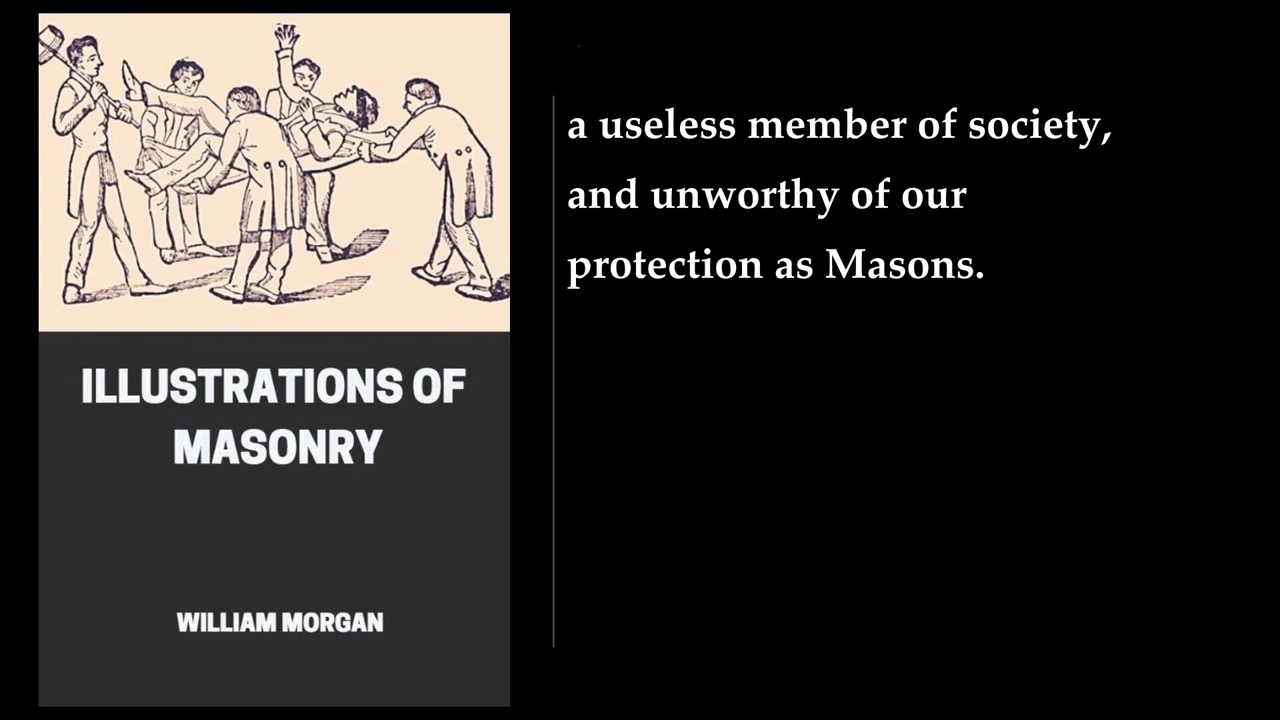 ILLUSTRATIONS OF
MASONRY
WILLIAM MORGAN
a useless member of society,
and unworthy of our
protection as Masons.